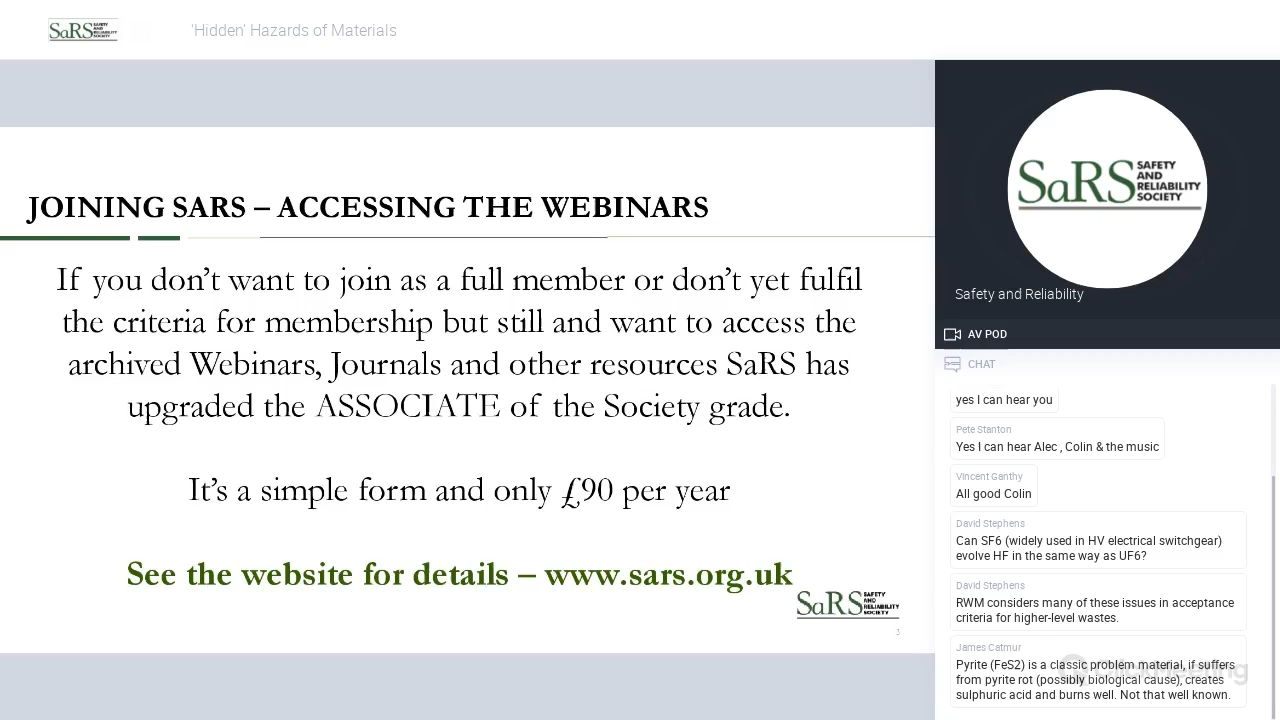 SaRS SAFETY AND RELIABILITY SOCIETY
'Hidden' Hazards of Materials
JOINING SARS – ACCESSING THE WEBINARS
If you don't want to join as a full member or don't yet fulfil
the criteria for membership but still and want to access the
archived Webinars, Journals and other resources SaRS has
upgraded the ASSOCIATE of the Society grade.
It's a simple form and only £90 per year
See the website for details – www.sars.org.uk
SaRS SAFETY AND RELIABILITY SOCIETY
3
SaRS
SAFETY
AND
RELIABILITY
SOCIETY
Safety and Reliability
AV POD
CHAT
yes I can hear you
Pete Stanton
Yes I can hear Alec , Colin & the music
Vincent Ganthy
All good Colin
David Stephens
Can SF6 (widely used in HV electrical switchgear)
evolve HF in the same way as UF6?
David Stephens
RWM considers many of these issues in acceptance
criteria for higher-level wastes.
James Catmur
Pyrite (FeS2) is a classic problem material, if suffers
from pyrite rot (possibly biological cause), creates
sulphuric acid and burns well. Not that well known.
ClickMeeting